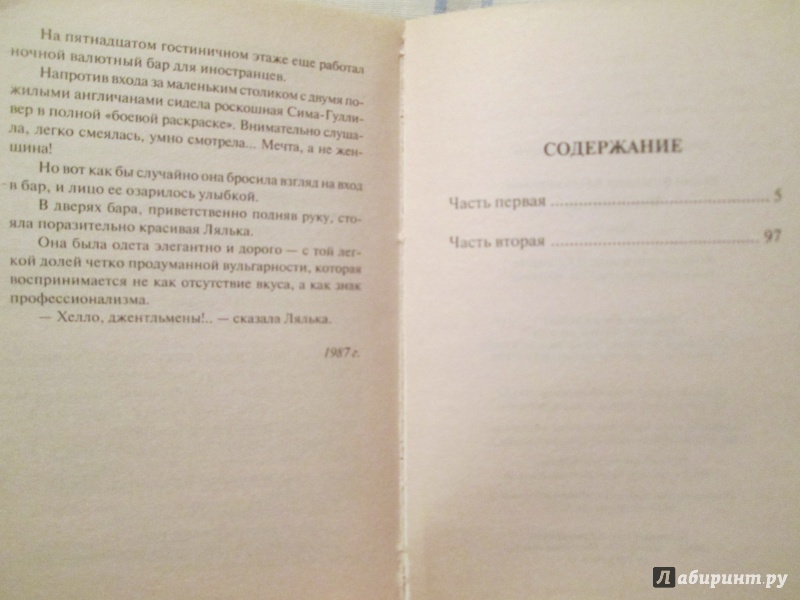 На пятнадцатом гостиничном этаже еще работал
ночной валютный бар для иностранцев.
Напротив входа за маленьким столиком с двумя по-
жилыми англичанами сидела роскошная Сима-Гулли-
вер в полной «боевой раскраске». Внимательно слуша-
ла, легко смеялась, умно смотрела... Мечта, а не жен-
щина!
Но вот как бы случайно она бросила взгляд на вход
в бар, и лицо ее озарилось улыбкой.
В дверях бара, приветственно подняв руку, сто-
яла поразительно красивая Лялька.
Она была одета элегантно и дорого — с той лег-
кой долей четко продуманной вульгарности, которая
воспринимается не как отсутствие вкуса, а как знак
профессионализма.
— Хелло, джентльмены!.. — сказала Лялька.
1987 г.
СОДЕРЖАНИЕ
Часть первая ........................................ 5
Часть вторая ........................................ 97
Лабиринт.ру